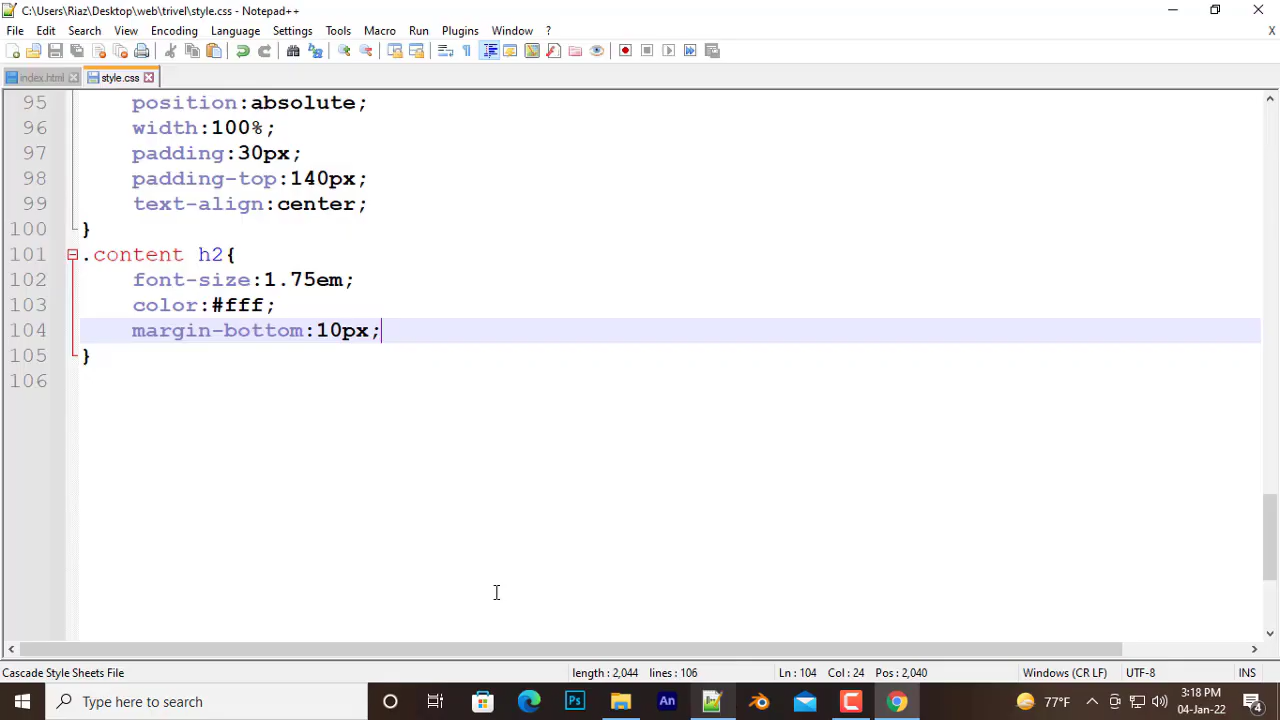 C:\Users\Riaz\Desktop\web\trivel\style.css - Notepad++
File Edit Search View Encoding Language Settings Tools Macro Run Plugins Window ? X
index.html style.css
95 position:absolute;
96 width:100%;
97 padding:30px;
98 padding-top:140px;
99 text-align:center;
100 }
101 .content h2{
102 font-size:1.75em;
103 color:#fff;
104 margin-bottom:10px;
105 }
106
Cascade Style Sheets File length : 2,044 lines : 106 Ln : 104 Col : 24 Pos : 2,040 Windows (CR LF) UTF-8 INS
Type here to search Ps An 77°F 3:18 PM
04-Jan-22 4